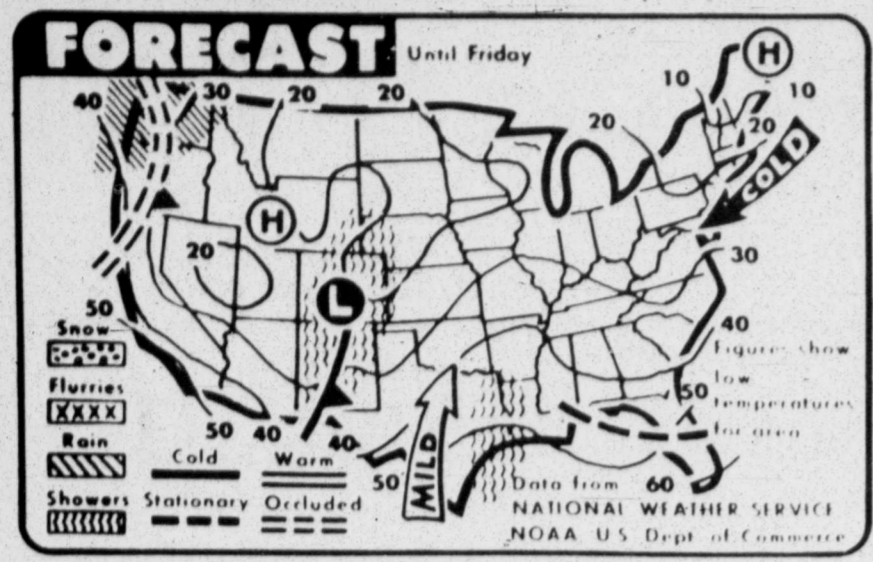 FORECAST Until Friday
H
10
10
40 30 20 20
20
20
COLD
H
20
30
L
50
40
Snow
Figures show
low
Flurries
temperatures
50
for area
Rain
50 40 40
Cold Warm
MILD
50
60
Showers
Stationary Occluded
Data from
NATIONAL WEATHER SERVICE
NOAA U S Dept of Commerce